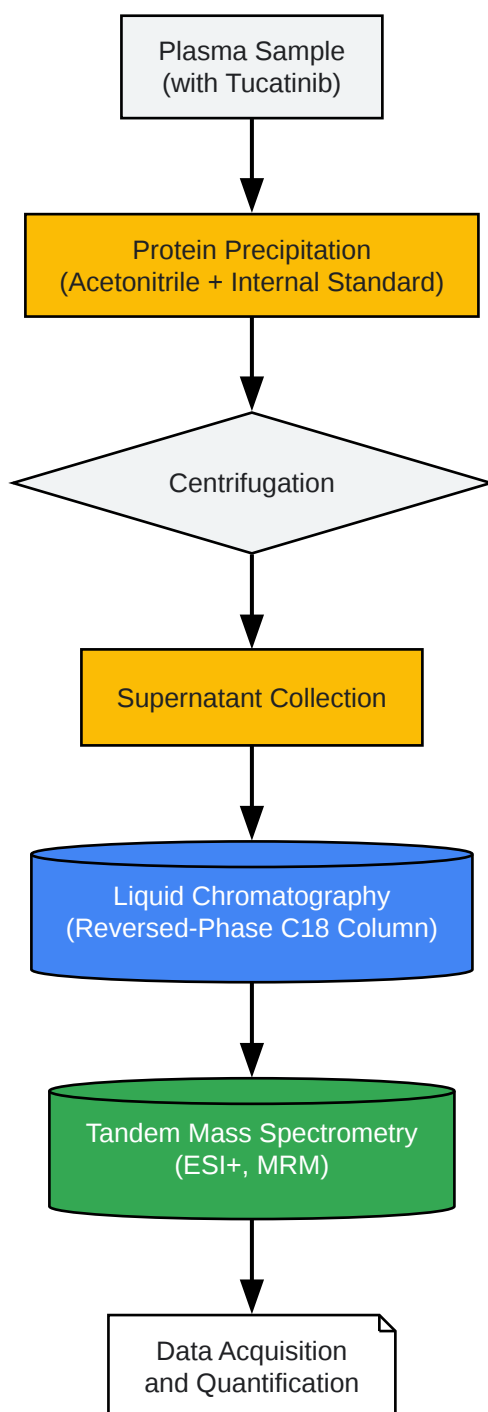 Plasma Sample
(with Tucatinib)
Protein Precipitation
(Acetonitrile + Internal Standard)
Centrifugation
Supernatant Collection
Liquid Chromatography
(Reversed-Phase C18 Column)
Tandem Mass Spectrometry
(ESI+, MRM)
Data Acquisition
and Quantification